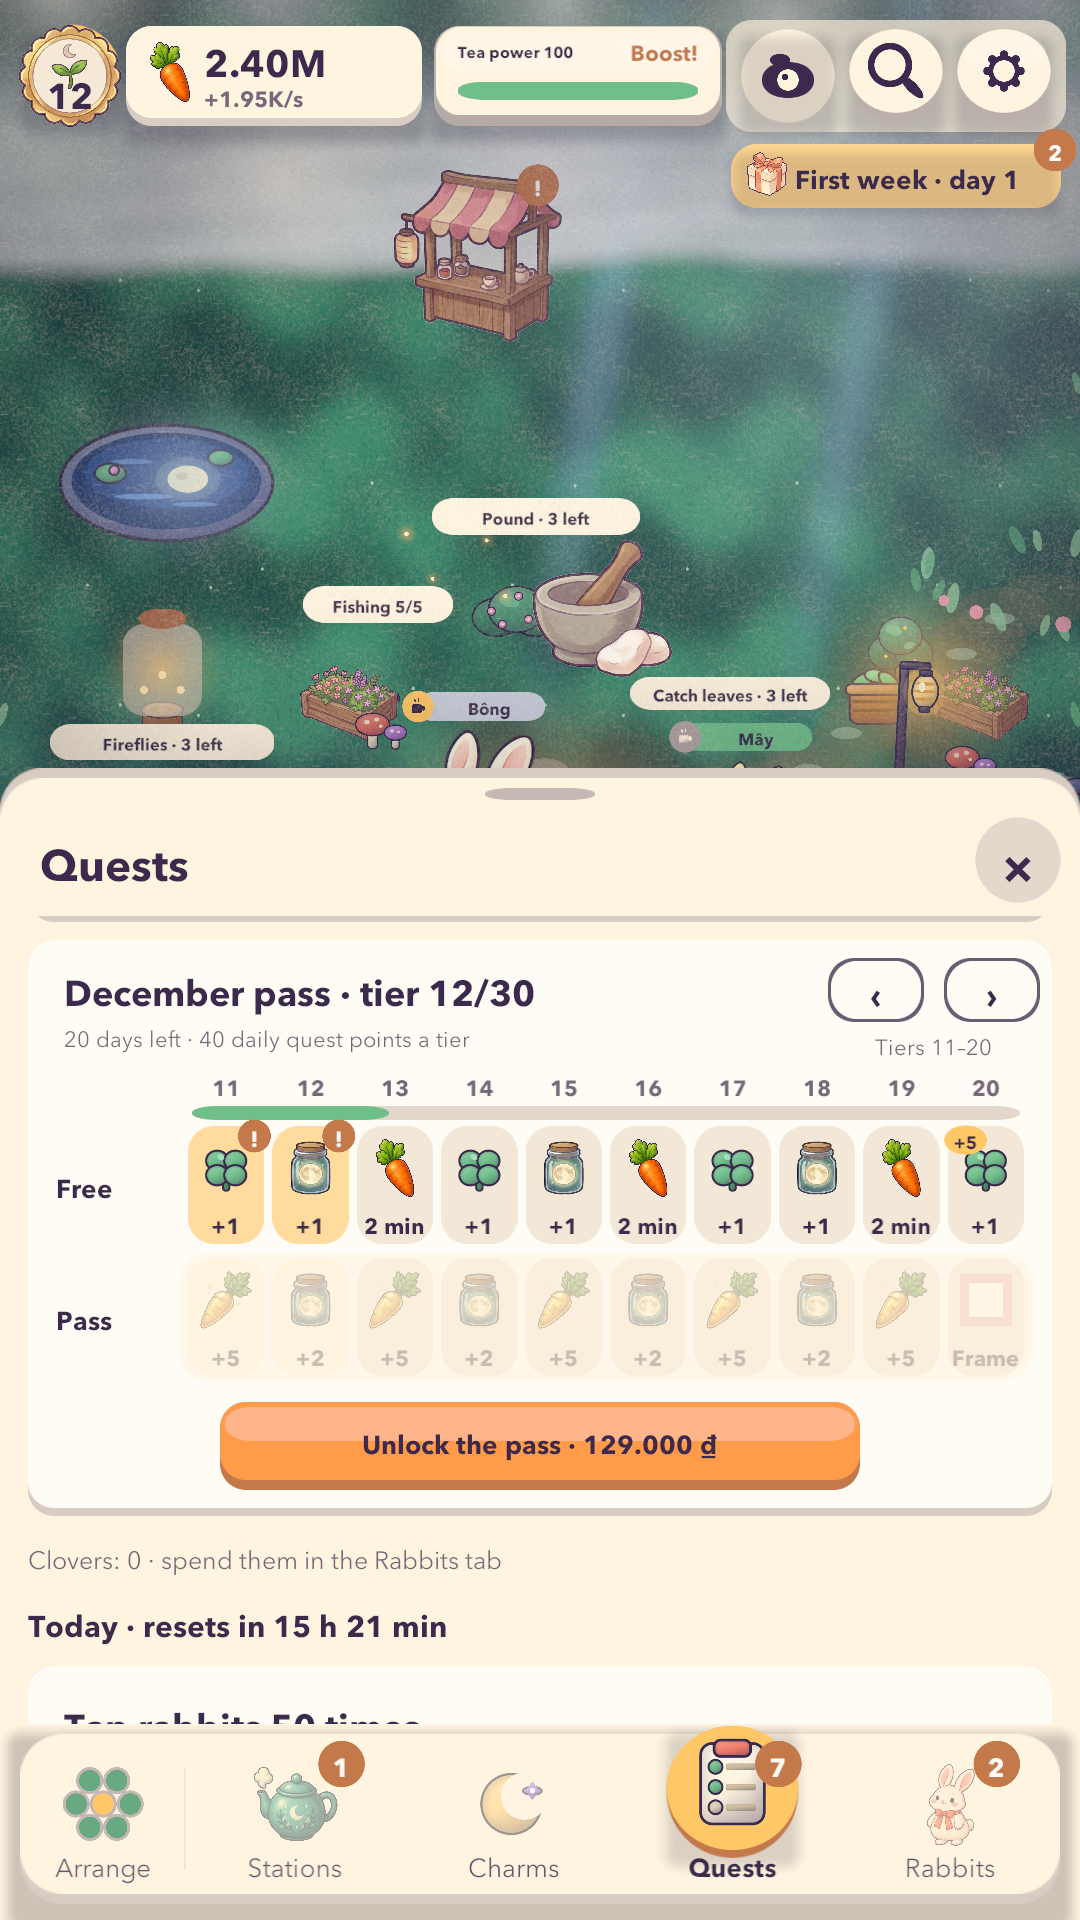 12
2.40M
+1.95K/s
Tea power 100
Boost!
First week · day 1
2
!
Pound · 3 left
Fishing 5/5
Catch leaves · 3 left
Bông
Mây
Fireflies · 3 left
Quests
×
December pass · tier 12/30
‹ ›
20 days left · 40 daily quest points a tier
Tiers 11–20
11 12 13 14 15 16 17 18 19 20
! ! +5
Free
+1 +1 2 min +1 +1 2 min +1 +1 2 min +1
Pass
+5 +2 +5 +2 +5 +2 +5 +2 +5 Frame
Unlock the pass · 129.000 ₫
Clovers: 0 · spend them in the Rabbits tab
Today · resets in 15 h 21 min
Tap rabbits 50 times
1 7 2
Arrange Stations Charms Quests Rabbits